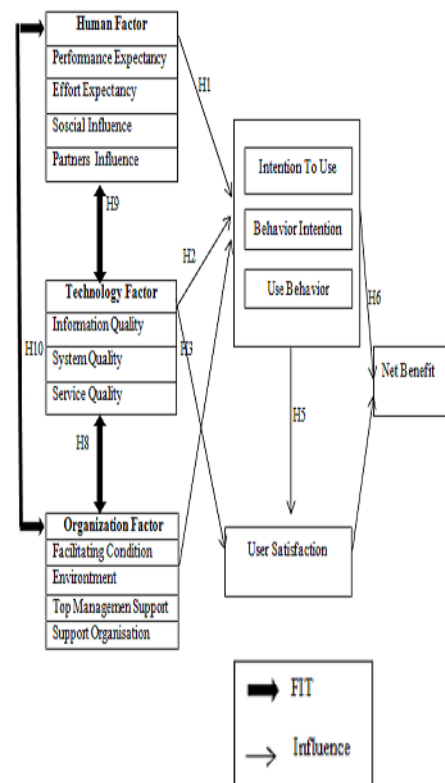 Human Factor
Performance Expectancy
Effort Expectancy
Soscial Influence
Partners Influence
H1
Intention To Use
Behavior Intention
Use Behavior
H9
H2
Technology Factor
Information Quality
System Quality
Service Quality
H10
H3
H6
Net Benefit
H5
H8
Organization Factor
Facilitating Condition
Environtment
Top Managemen Support
Support Organisation
User Satisfaction
FIT
Influence